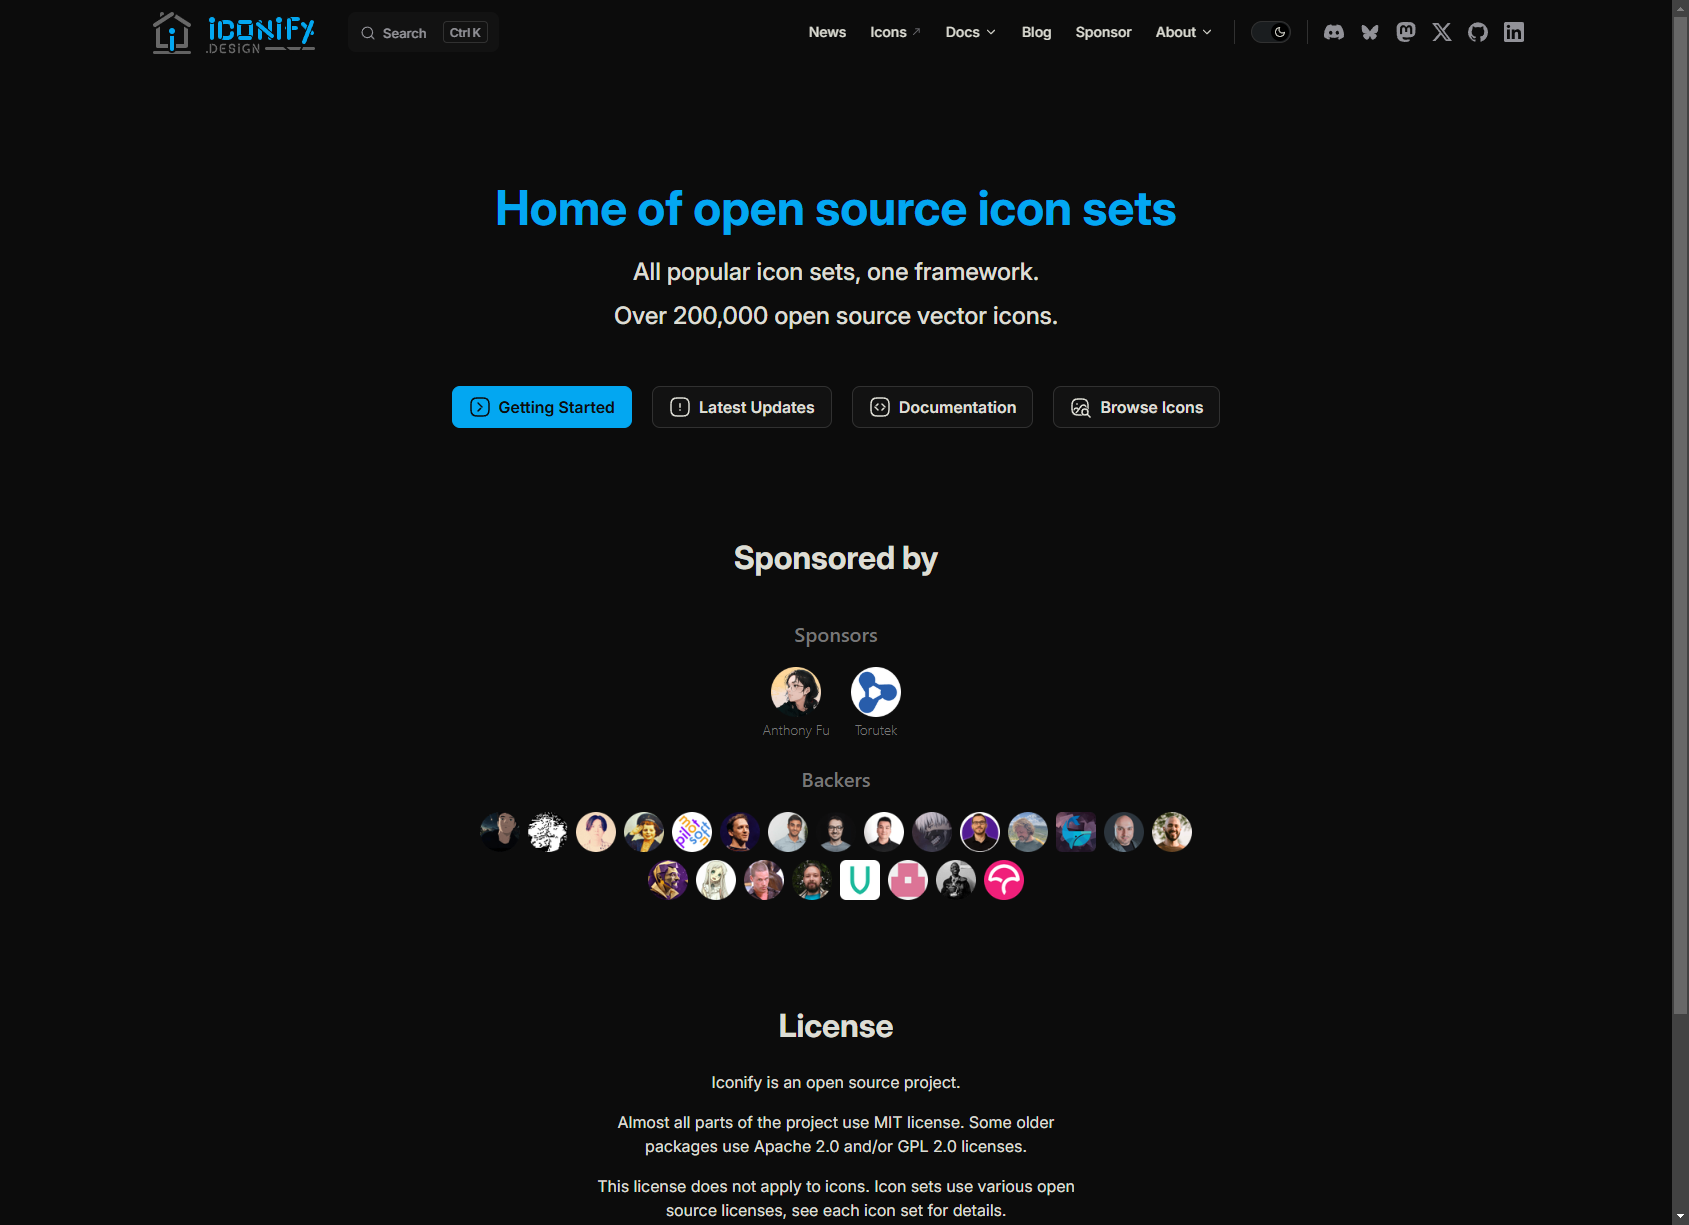 iCONiFY
.DESIGN
Search
Ctrl K
News
Icons
Docs
Blog
Sponsor
About
Home of open source icon sets
All popular icon sets, one framework.
Over 200,000 open source vector icons.
Getting Started
Latest Updates
Documentation
Browse Icons
Sponsored by
Sponsors
Anthony Fu
Torutek
Backers
pilmotsoft
License
Iconify is an open source project.
Almost all parts of the project use MIT license. Some older
packages use Apache 2.0 and/or GPL 2.0 licenses.
This license does not apply to icons. Icon sets use various open
source licenses, see each icon set for details.